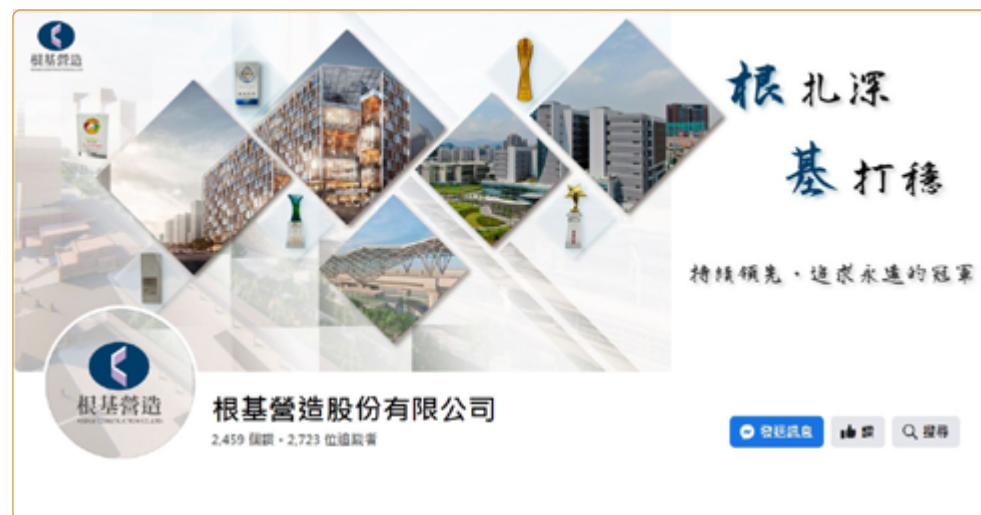 根基營造
根扎深
基打穩
持續領先、追求永遠的冠軍
根基營造
根基營造股份有限公司
2,459 個讚 • 2,723 位追蹤者
發送訊息
讚
搜尋